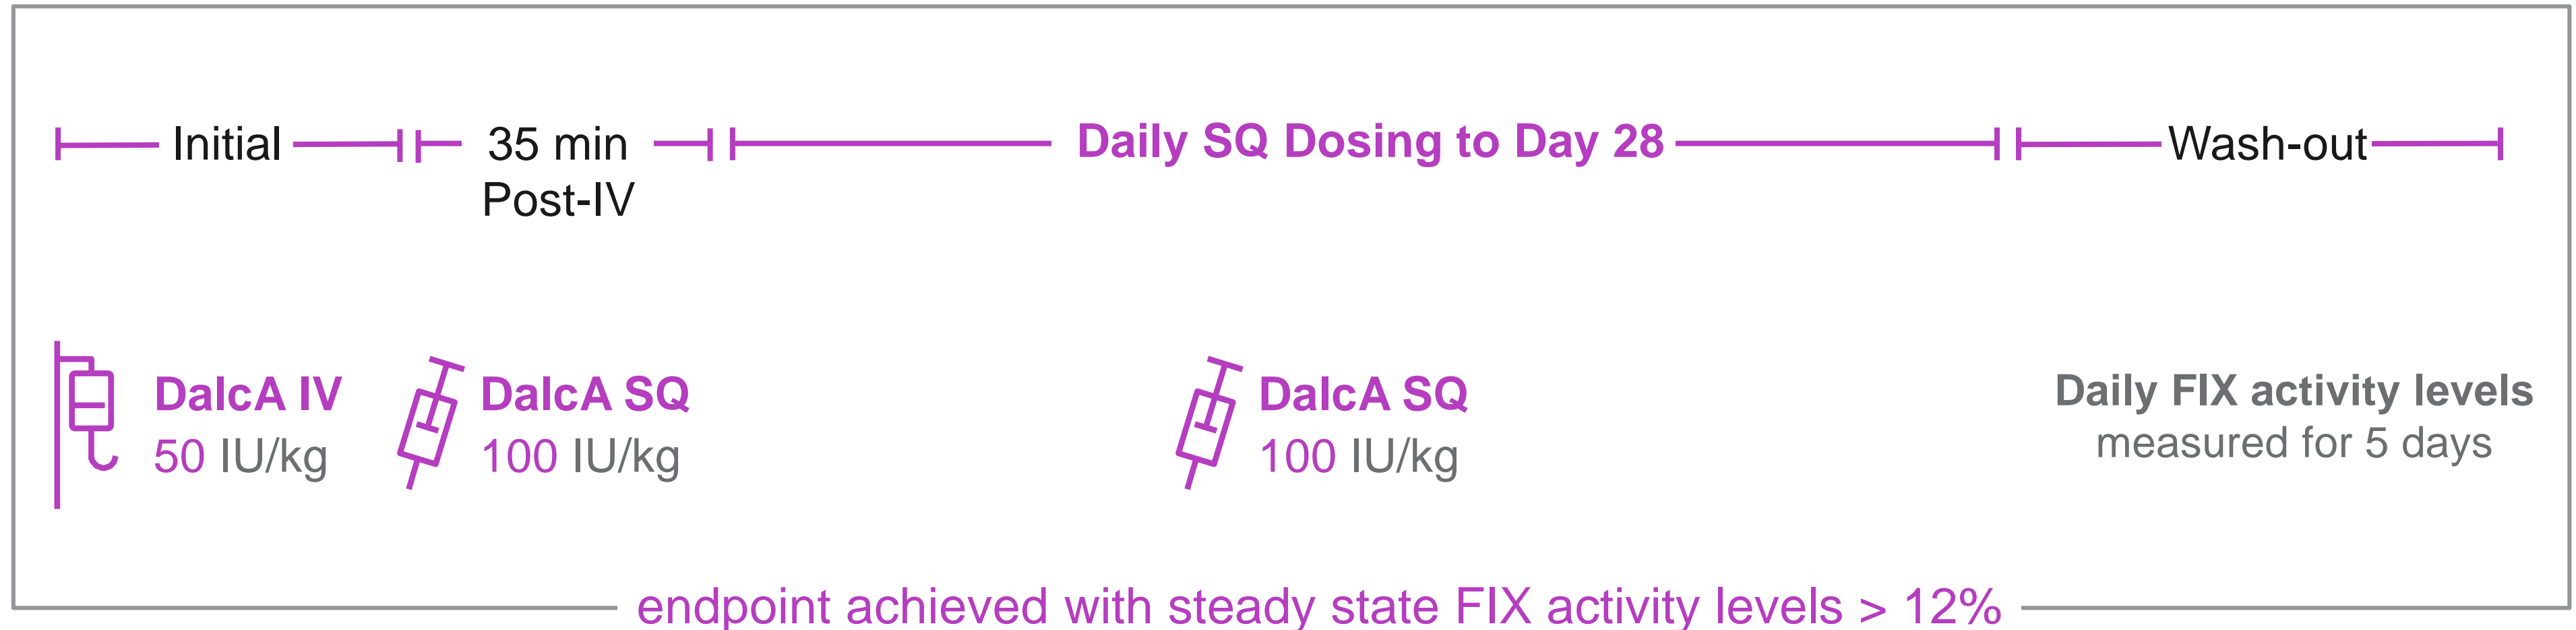 Initial
35 min
Post-IV
Daily SQ Dosing to Day 28
Wash-out
DalcA IV
50 IU/kg
DalcA SQ
100 IU/kg
DalcA SQ
100 IU/kg
Daily FIX activity levels
measured for 5 days
endpoint achieved with steady state FIX activity levels > 12%